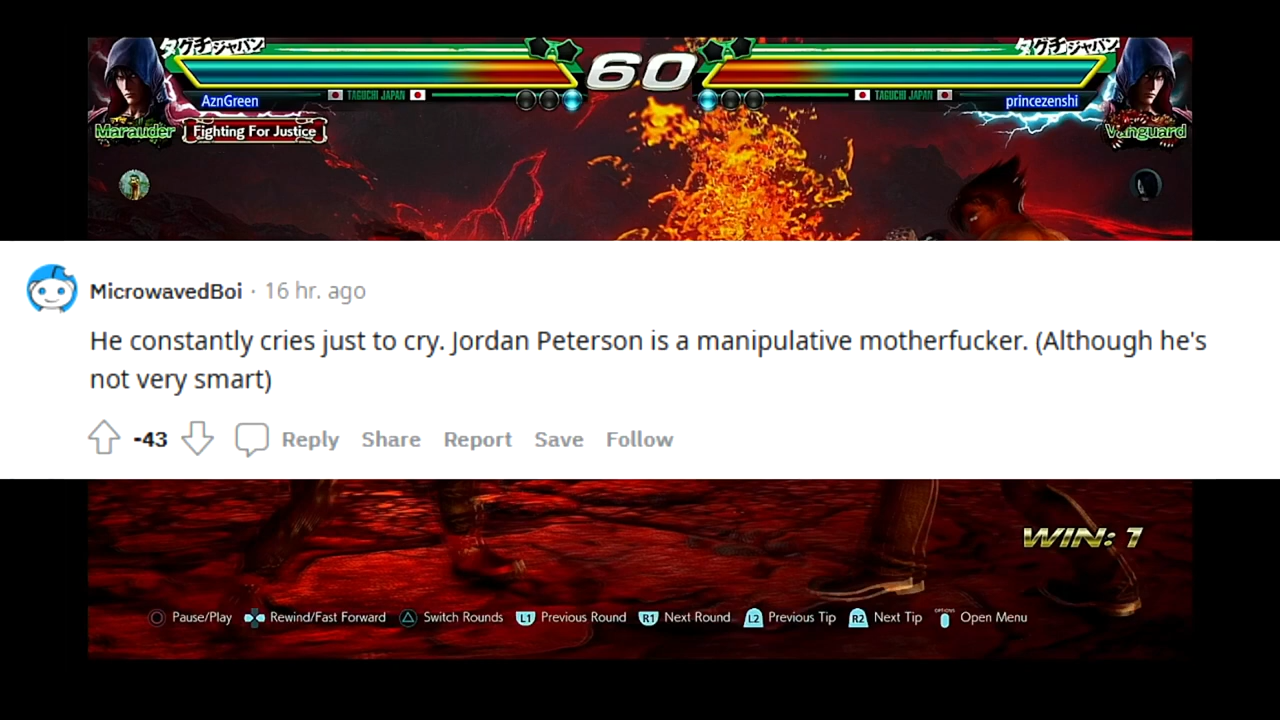 タグチジャパン
タグチジャパン
60
TAGUCHI JAPAN
TAGUCHI JAPAN
AznGreen
princezenshi
Marauder
Fighting For Justice
Vanguard
MicrowavedBoi · 16 hr. ago
He constantly cries just to cry. Jordan Peterson is a manipulative motherfucker. (Although he's
not very smart)
-43 Reply Share Report Save Follow
WIN: 1
Pause/Play Rewind/Fast Forward Switch Rounds L1 Previous Round R1 Next Round L2 Previous Tip R2 Next Tip OPTIONS Open Menu